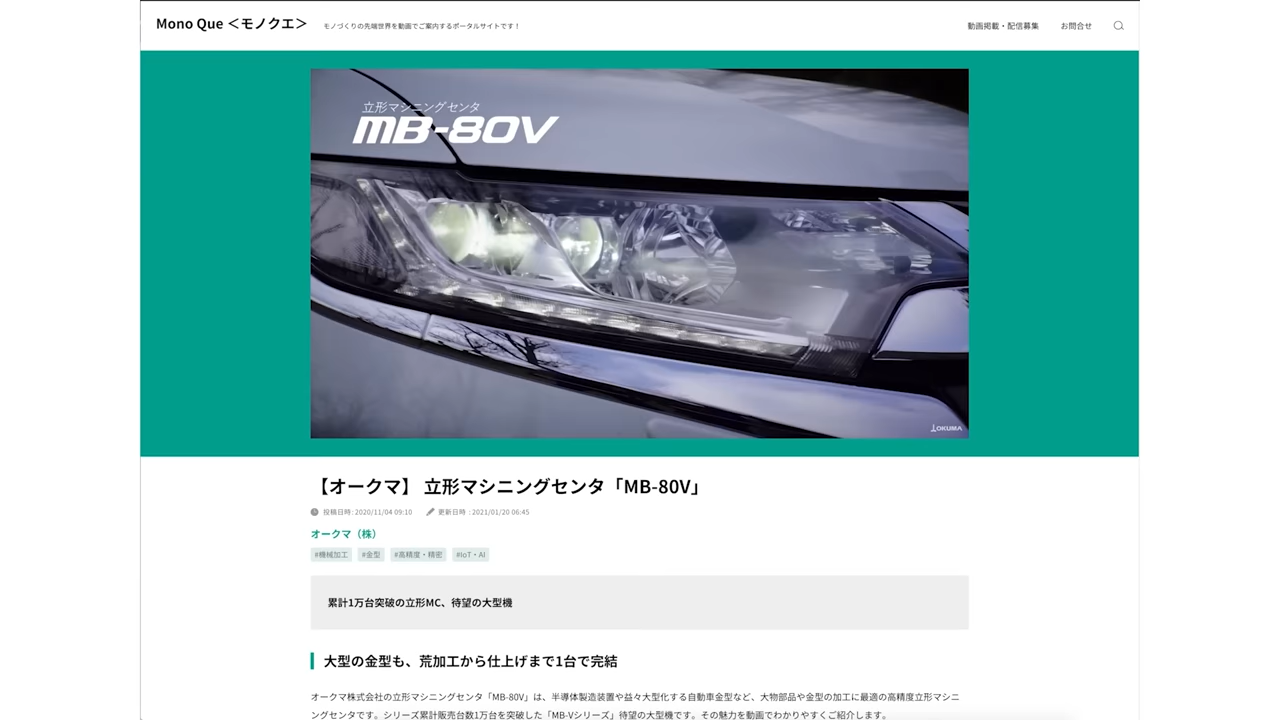 Mono Que ＜モノクエ＞
モノづくりの先端世界を動画でご案内するポータルサイトです！
動画掲載・配信募集
お問合せ
立形マシニングセンタ
MB-80V
OKUMA
【オークマ】 立形マシニングセンタ「MB-80V」
投稿日時: 2020/11/04 09:10
更新日時 : 2021/01/20 06:45
オークマ（株）
#機械加工 #金型 #高精度・精密 #IoT・AI
累計1万台突破の立形MC、待望の大型機
大型の金型も、荒加工から仕上げまで1台で完結
オークマ株式会社の立形マシニングセンタ「MB-80V」は、半導体製造装置や益々大型化する自動車金型など、大物部品や金型の加工に最適の高精度立形マシニ
ングセンタです。シリーズ累計販売台数1万台を突破した「MB-Vシリーズ」待望の大型機です。その魅力を動画でわかりやすくご紹介します。